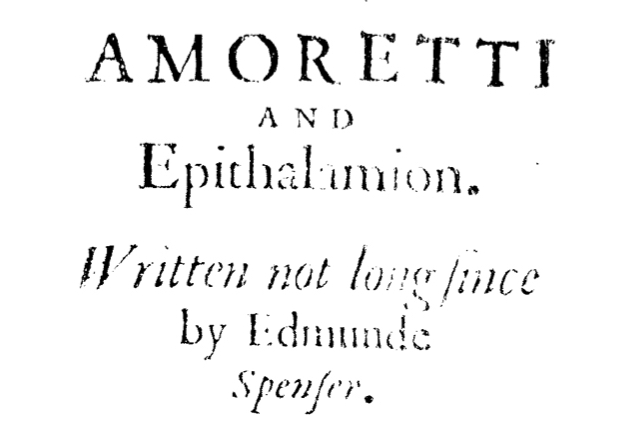 AMORETTI
AND
Epithalamion.
Written not long ſince
by Edmunde
Spenſer.